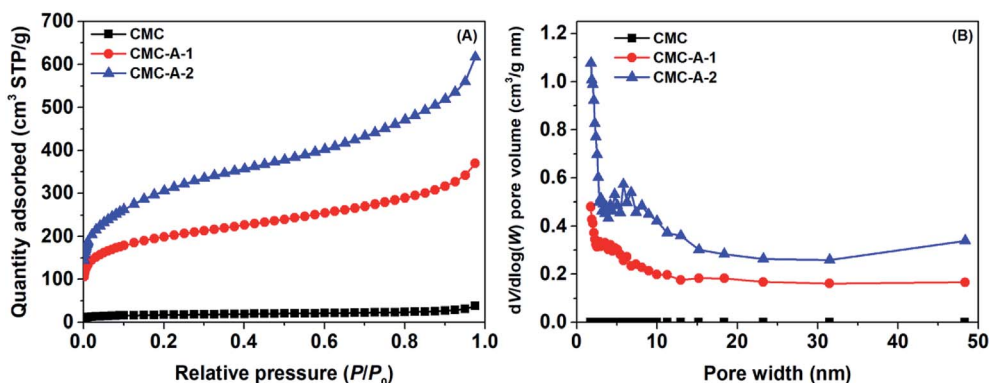 (A)
CMC
CMC-A-1
CMC-A-2
Quantity adsorbed (cm³ STP/g)
700
600
500
400
300
200
100
0
0.0 0.2 0.4 0.6 0.8 1.0
Relative pressure (P/P₀)
(B)
CMC
CMC-A-1
CMC-A-2
dV/dlog(W) pore volume (cm³/g nm)
1.2
1.0
0.8
0.6
0.4
0.2
0.0
0 10 20 30 40 50
Pore width (nm)